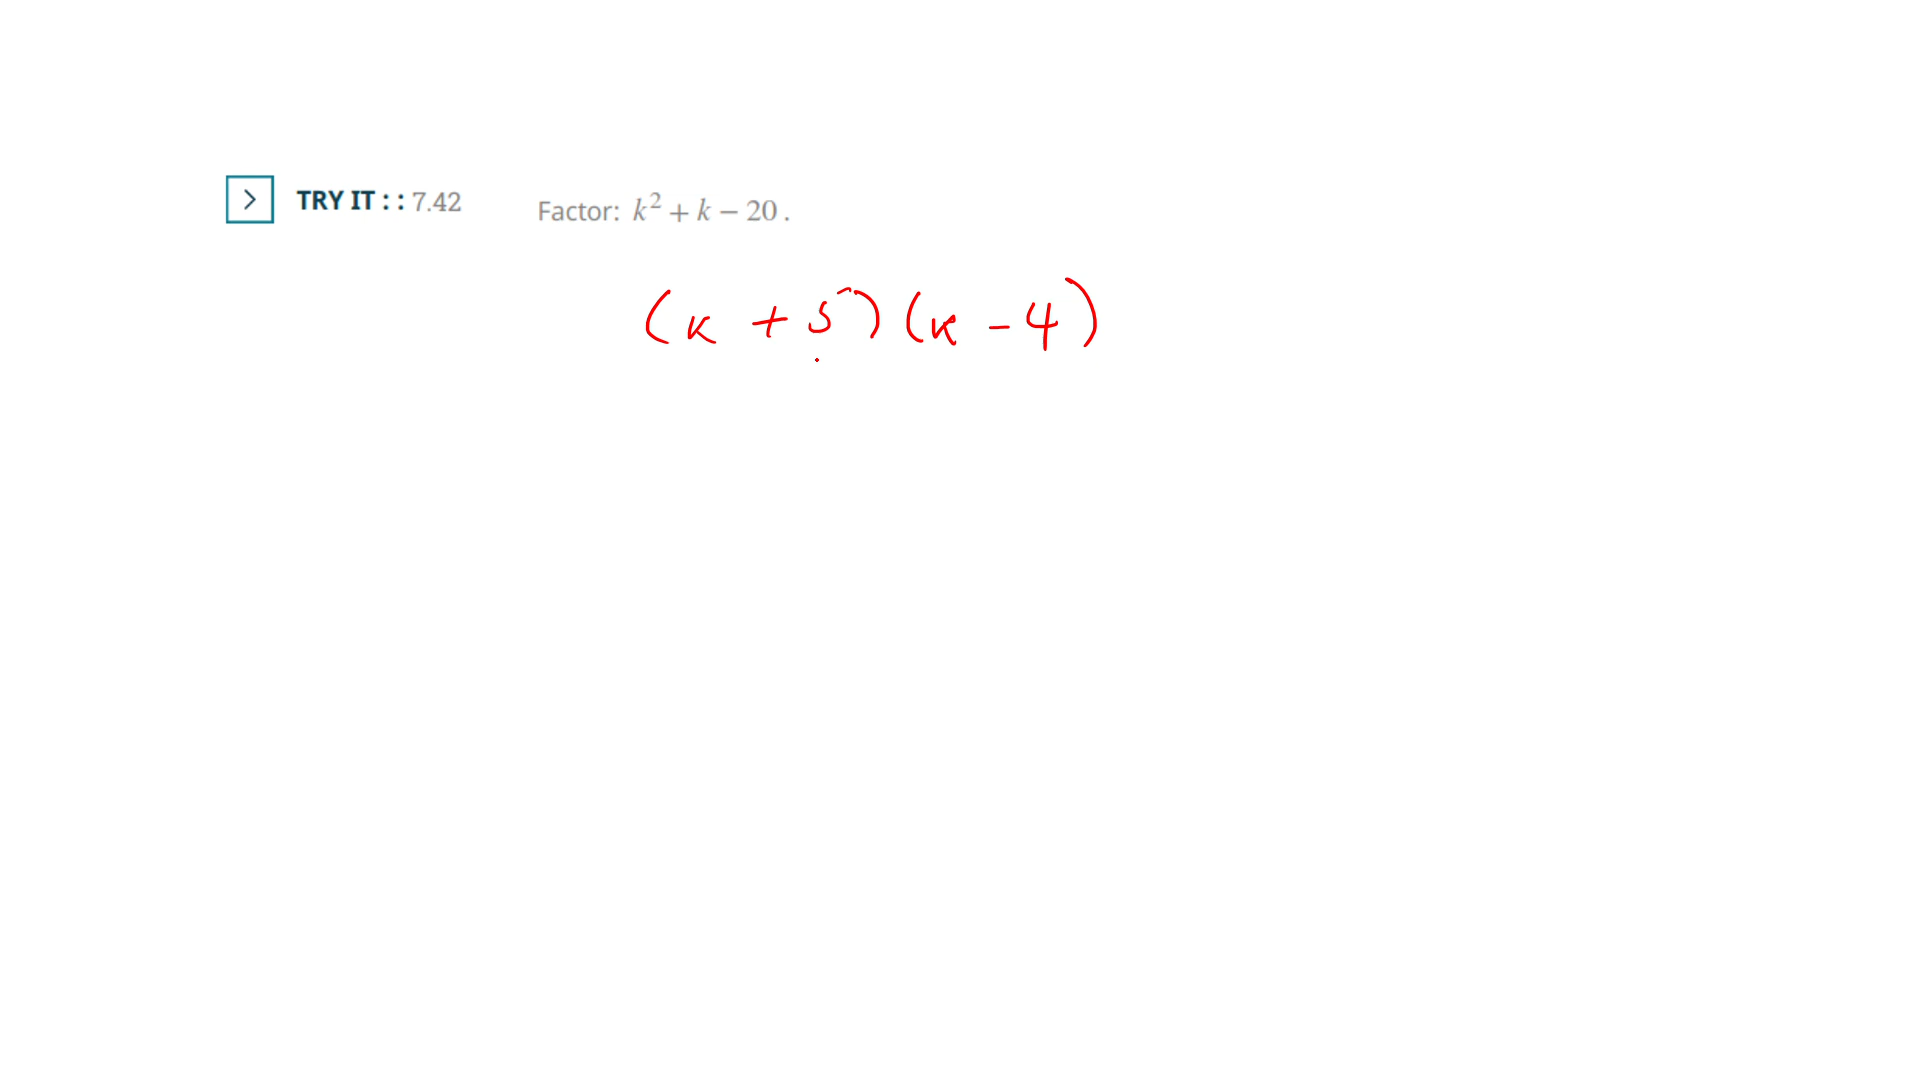 TRY IT : : 7.42 Factor: k² + k − 20 .
(k + 5)(k - 4)